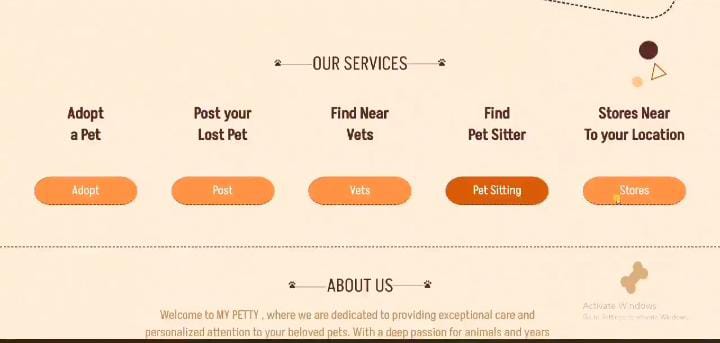 OUR SERVICES
Adopt
a Pet
Post your
Lost Pet
Find Near
Vets
Find
Pet Sitter
Stores Near
To your Location
Adopt
Post
Vets
Pet Sitting
Stores
ABOUT US
Activate Windows
Go to Settings to activate Windows.
Welcome to MY PETTY , where we are dedicated to providing exceptional care and
personalized attention to your beloved pets. With a deep passion for animals and years